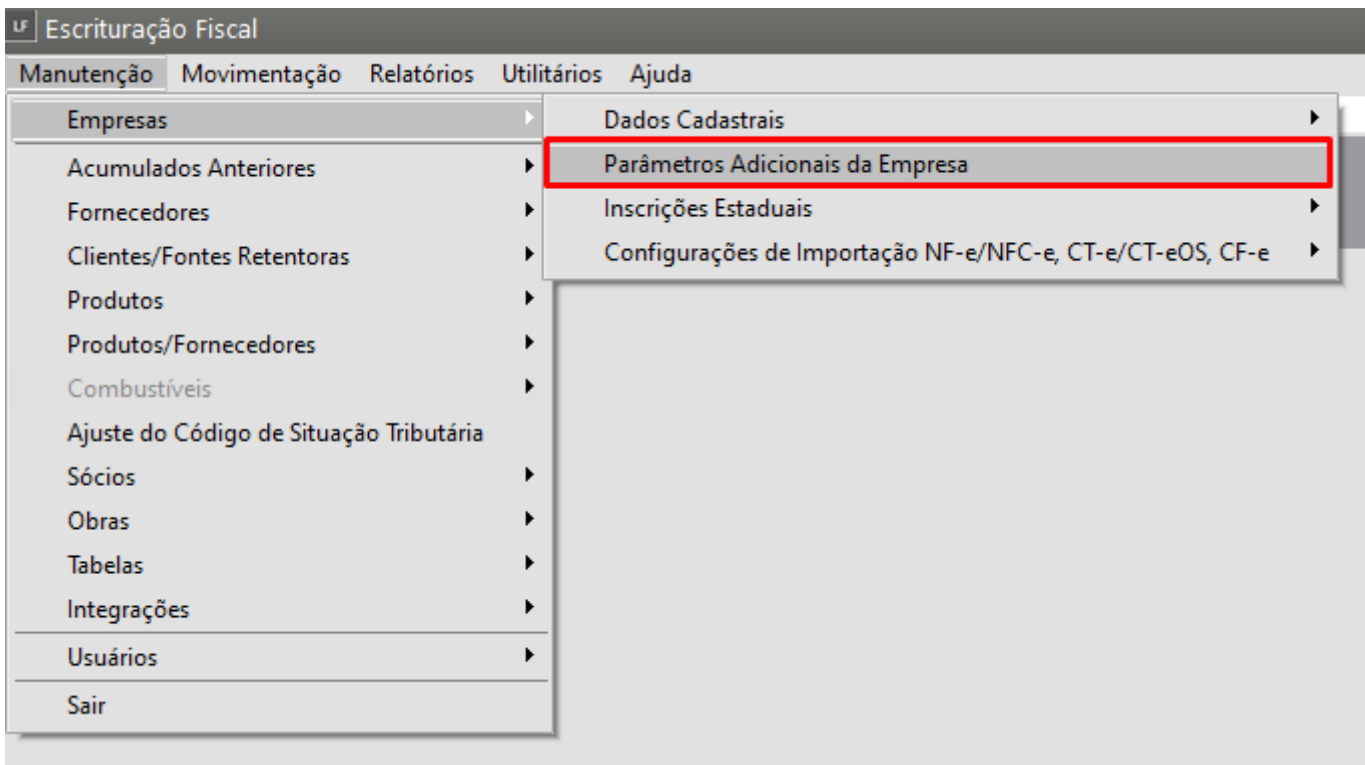 LF Escrituração Fiscal
Manutenção Movimentação Relatórios Utilitários Ajuda
Empresas
Acumulados Anteriores
Fornecedores
Clientes/Fontes Retentoras
Produtos
Produtos/Fornecedores
Combustíveis
Ajuste do Código de Situação Tributária
Sócios
Obras
Tabelas
Integrações
Usuários
Sair
Dados Cadastrais
Parâmetros Adicionais da Empresa
Inscrições Estaduais
Configurações de Importação NF-e/NFC-e, CT-e/CT-eOS, CF-e